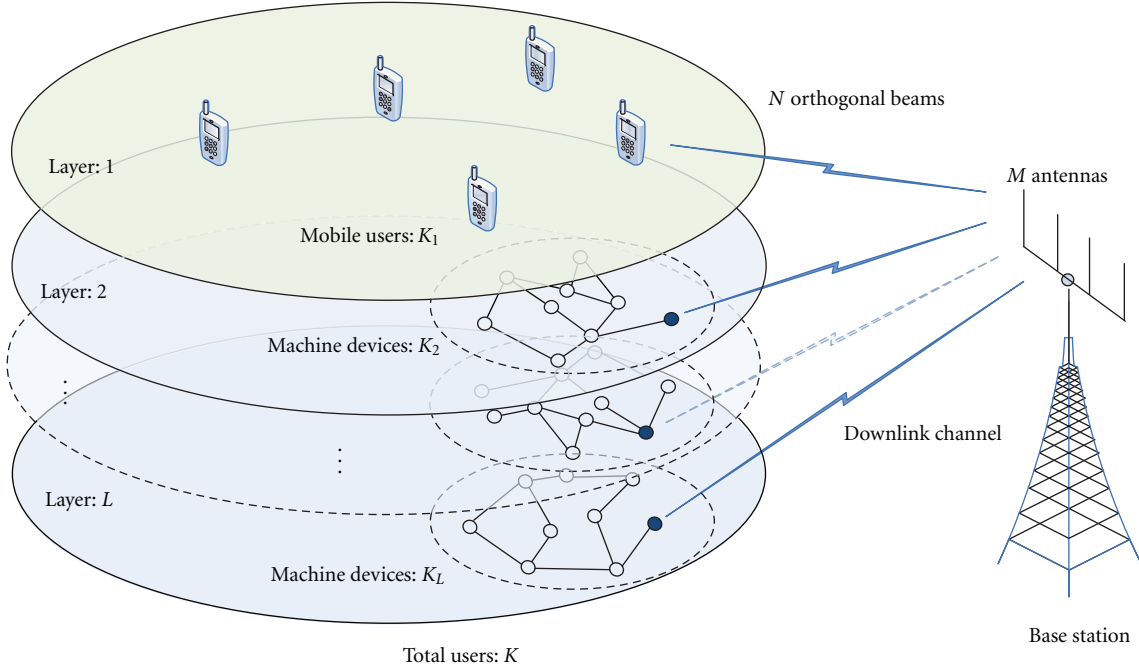 N orthogonal beams
M antennas
Layer: 1
Mobile users: K₁
Layer: 2
Machine devices: K₂
Downlink channel
Layer: L
Machine devices: K_L
Base station
Total users: K